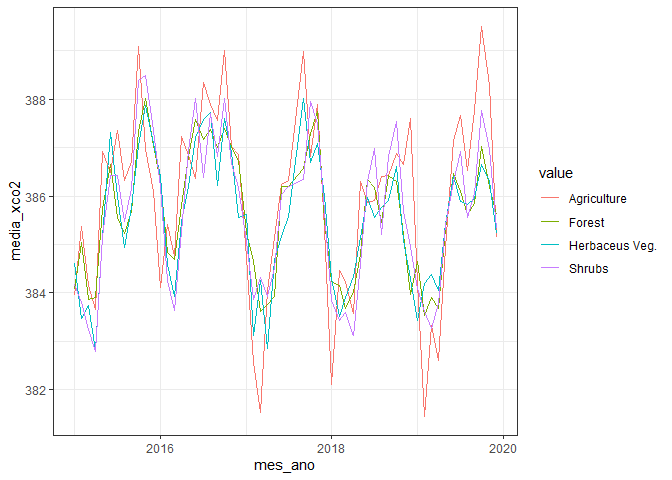 388
386
384
382
media_xco2
2016
2018
2020
mes_ano
value
Agriculture
Forest
Herbaceus Veg.
Shrubs